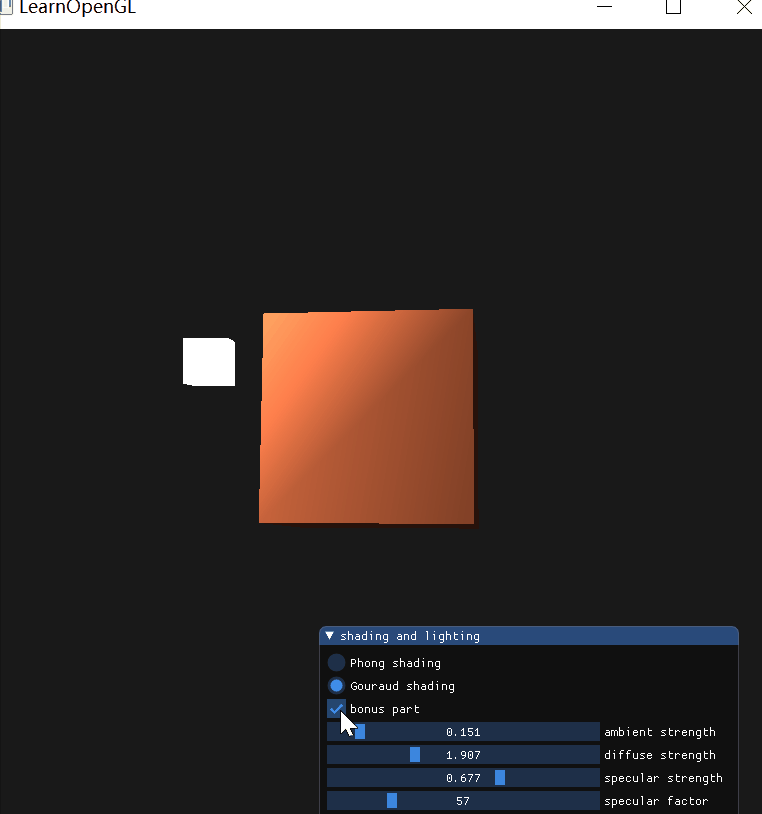 LearnOpenGL
shading and lighting
Phong shading
Gouraud shading
bonus part
0.151 ambient strength
1.907 diffuse strength
0.677 specular strength
57 specular factor